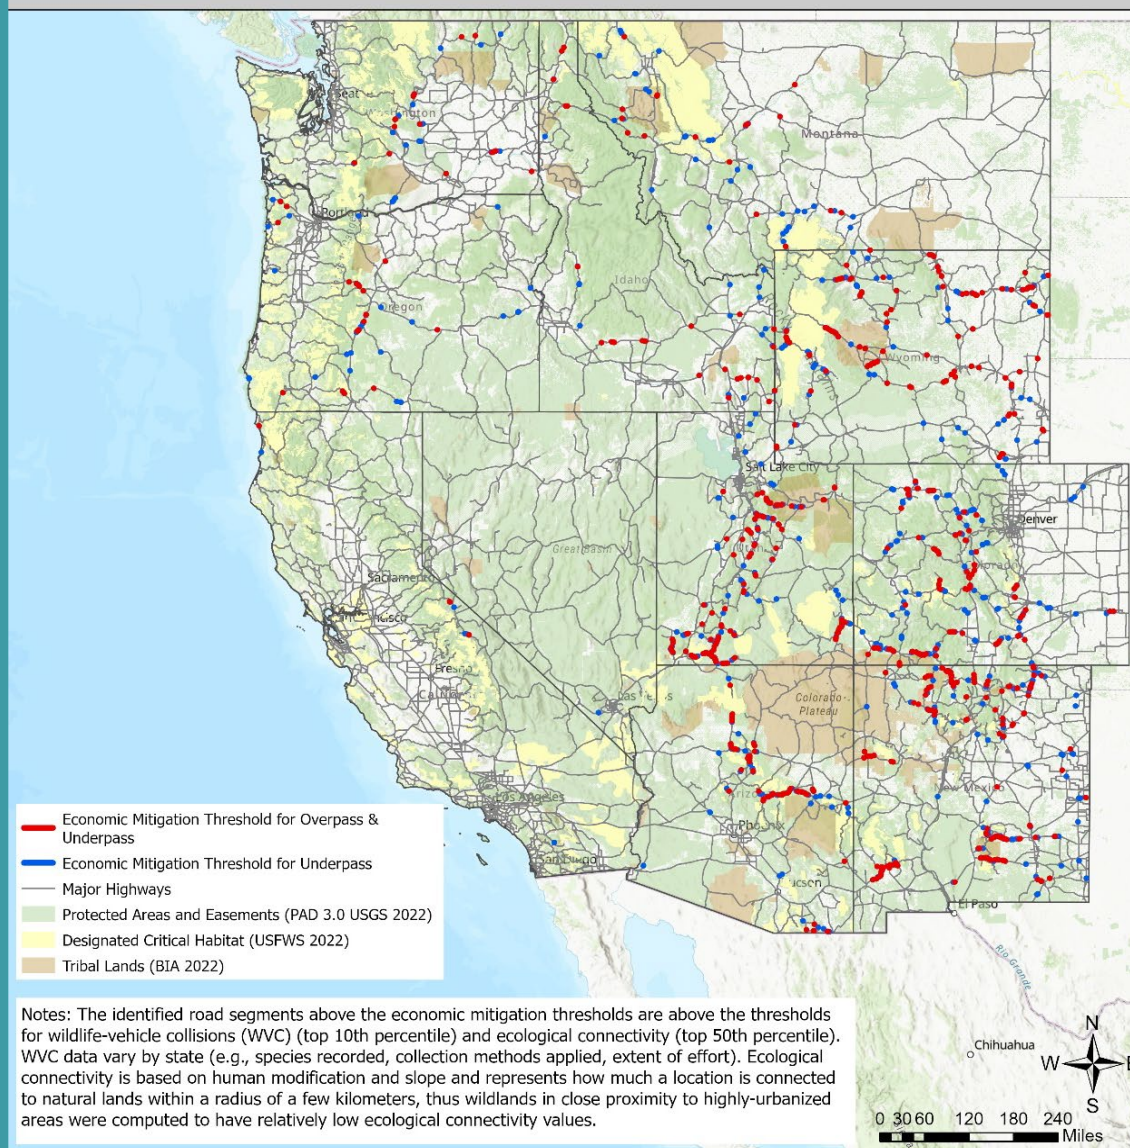 Montana
Portland
Idaho
Oregon
Wyoming
Salt Lake City
Denver
Great Basin
Colorado
Sacramento
Fresno
Colorado-
Plateau
New Mexico
Los Angeles
Phoenix
San Diego
El Paso
Rio Grande
Economic Mitigation Threshold for Overpass &
Underpass
Economic Mitigation Threshold for Underpass
Major Highways
Protected Areas and Easements (PAD 3.0 USGS 2022)
Designated Critical Habitat (USFWS 2022)
Tribal Lands (BIA 2022)
Notes: The identified road segments above the economic mitigation thresholds are above the thresholds
for wildlife-vehicle collisions (WVC) (top 10th percentile) and ecological connectivity (top 50th percentile).
WVC data vary by state (e.g., species recorded, collection methods applied, extent of effort). Ecological
connectivity is based on human modification and slope and represents how much a location is connected
to natural lands within a radius of a few kilometers, thus wildlands in close proximity to highly-urbanized
areas were computed to have relatively low ecological connectivity values.
Chihuahua
N
W E
S
0 30 60 120 180 240
Miles